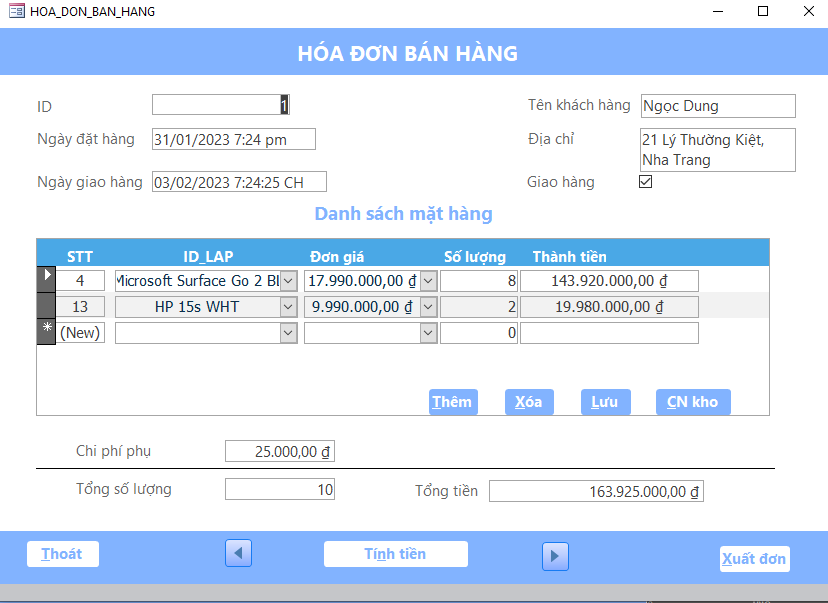 HOA_DON_BAN_HANG
HÓA ĐƠN BÁN HÀNG
ID 1 Tên khách hàng Ngọc Dung
Ngày đặt hàng 31/01/2023 7:24 pm Địa chỉ 21 Lý Thường Kiệt,
Nha Trang
Ngày giao hàng 03/02/2023 7:24:25 CH Giao hàng
Danh sách mặt hàng
STT ID_LAP Đơn giá Số lượng Thành tiền
4 Microsoft Surface Go 2 Bl 17.990.000,00 ₫ 8 143.920.000,00 ₫
13 HP 15s WHT 9.990.000,00 ₫ 2 19.980.000,00 ₫
* (New) 0
Thêm Xóa Lưu CN kho
Chi phí phụ 25.000,00 ₫
Tổng số lượng 10 Tổng tiền 163.925.000,00 ₫
Thoát Tính tiền Xuất đơn